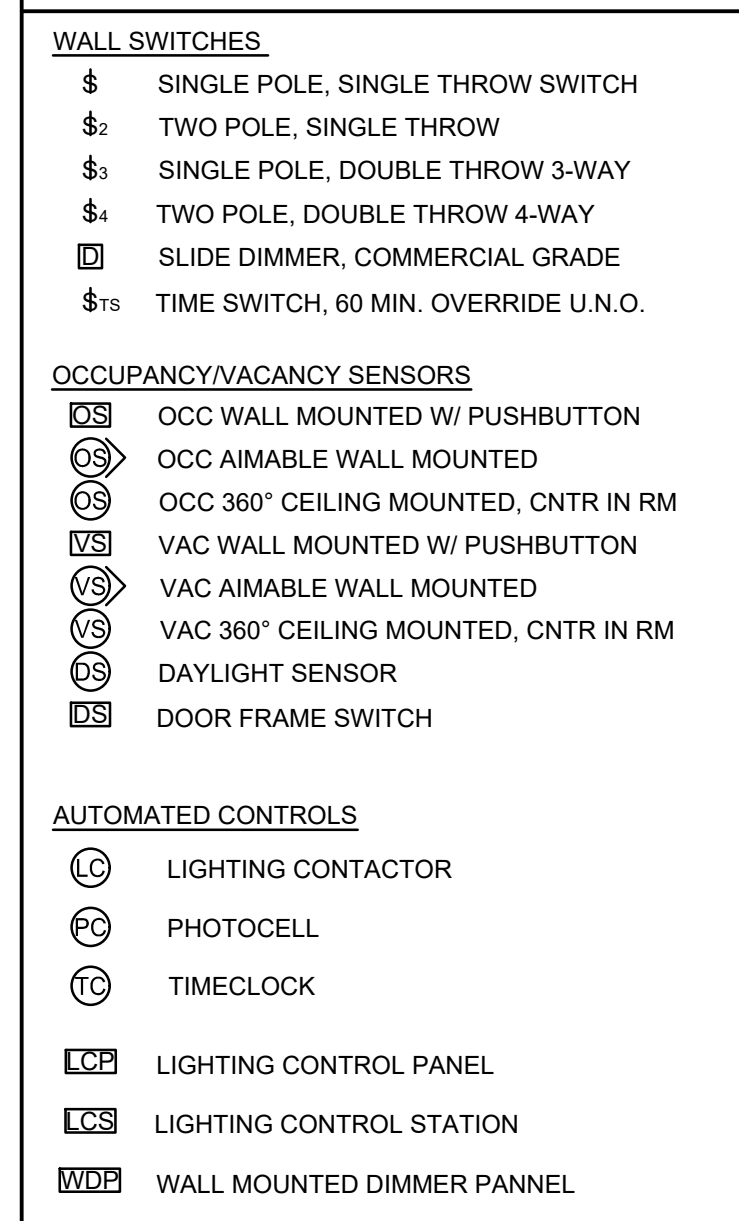 WALL SWITCHES
$ SINGLE POLE, SINGLE THROW SWITCH
$2 TWO POLE, SINGLE THROW
$3 SINGLE POLE, DOUBLE THROW 3-WAY
$4 TWO POLE, DOUBLE THROW 4-WAY
D SLIDE DIMMER, COMMERCIAL GRADE
$TS TIME SWITCH, 60 MIN. OVERRIDE U.N.O.
OCCUPANCY/VACANCY SENSORS
OS OCC WALL MOUNTED W/ PUSHBUTTON
OS OCC AIMABLE WALL MOUNTED
OS OCC 360° CEILING MOUNTED, CNTR IN RM
VS VAC WALL MOUNTED W/ PUSHBUTTON
VS VAC AIMABLE WALL MOUNTED
VS VAC 360° CEILING MOUNTED, CNTR IN RM
DS DAYLIGHT SENSOR
DS DOOR FRAME SWITCH
AUTOMATED CONTROLS
LC LIGHTING CONTACTOR
PC PHOTOCELL
TC TIMECLOCK
LCP LIGHTING CONTROL PANEL
LCS LIGHTING CONTROL STATION
WDP WALL MOUNTED DIMMER PANNEL